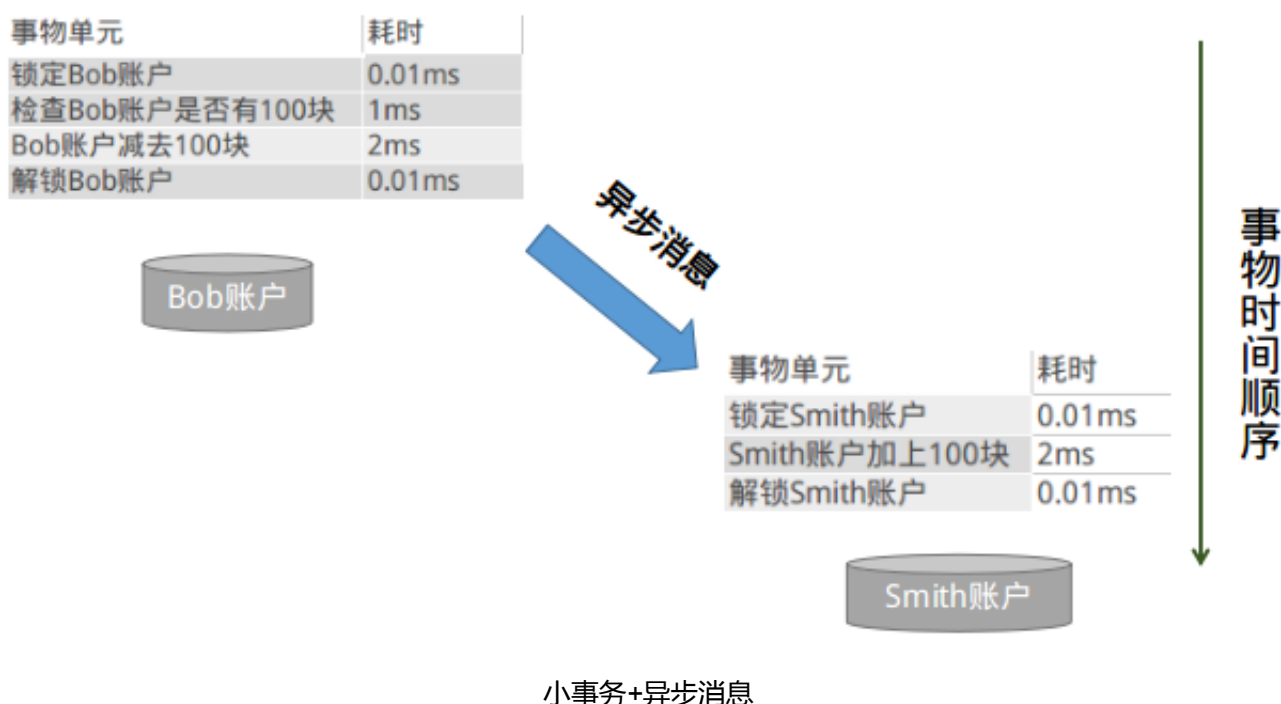 事物单元 耗时
锁定Bob账户 0.01ms
检查Bob账户是否有100块 1ms
Bob账户减去100块 2ms
解锁Bob账户 0.01ms
异步消息
Bob账户
事物单元 耗时
锁定Smith账户 0.01ms
Smith账户加上100块 2ms
解锁Smith账户 0.01ms
Smith账户
事物时间顺序
小事务+异步消息